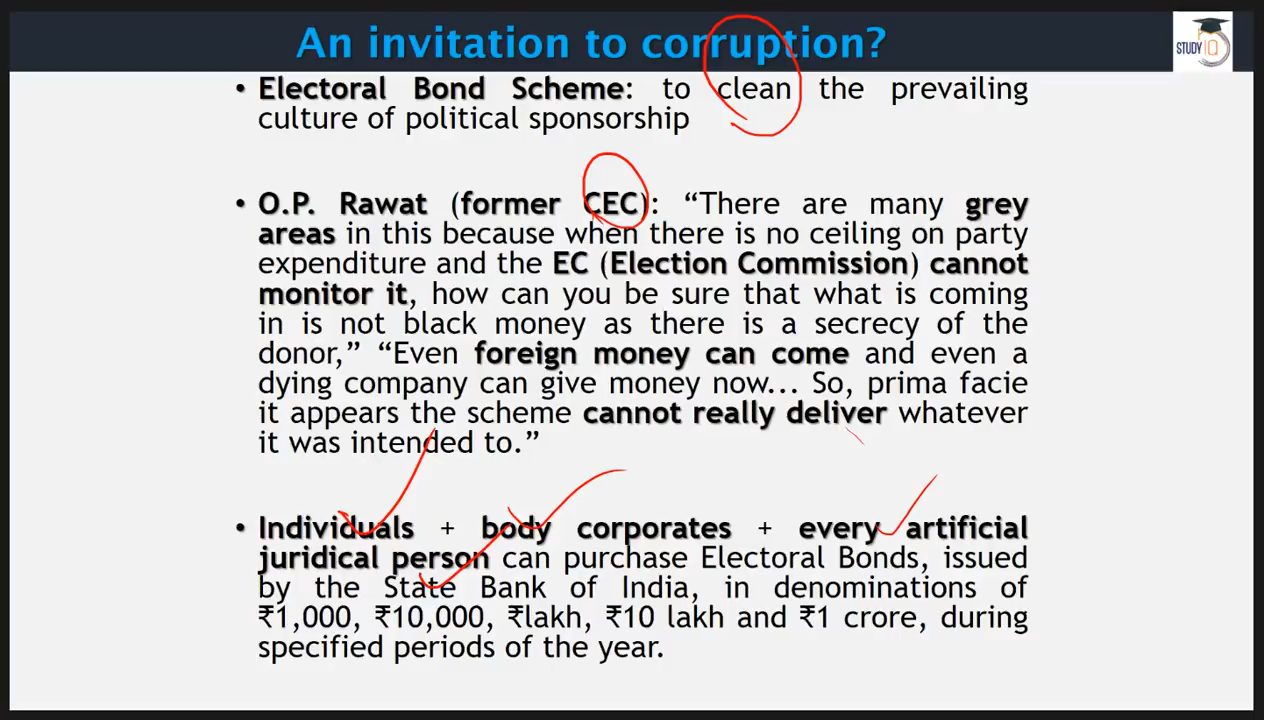 An invitation to corruption?
STUDY IQ
• Electoral Bond Scheme: to clean the prevailing
culture of political sponsorship
• O.P. Rawat (former CEC): “There are many grey
areas in this because when there is no ceiling on party
expenditure and the EC (Election Commission) cannot
monitor it, how can you be sure that what is coming
in is not black money as there is a secrecy of the
donor,” “Even foreign money can come and even a
dying company can give money now... So, prima facie
it appears the scheme cannot really deliver whatever
it was intended to.”
• Individuals + body corporates + every artificial
juridical person can purchase Electoral Bonds, issued
by the State Bank of India, in denominations of
₹1,000, ₹10,000, ₹lakh, ₹10 lakh and ₹1 crore, during
specified periods of the year.